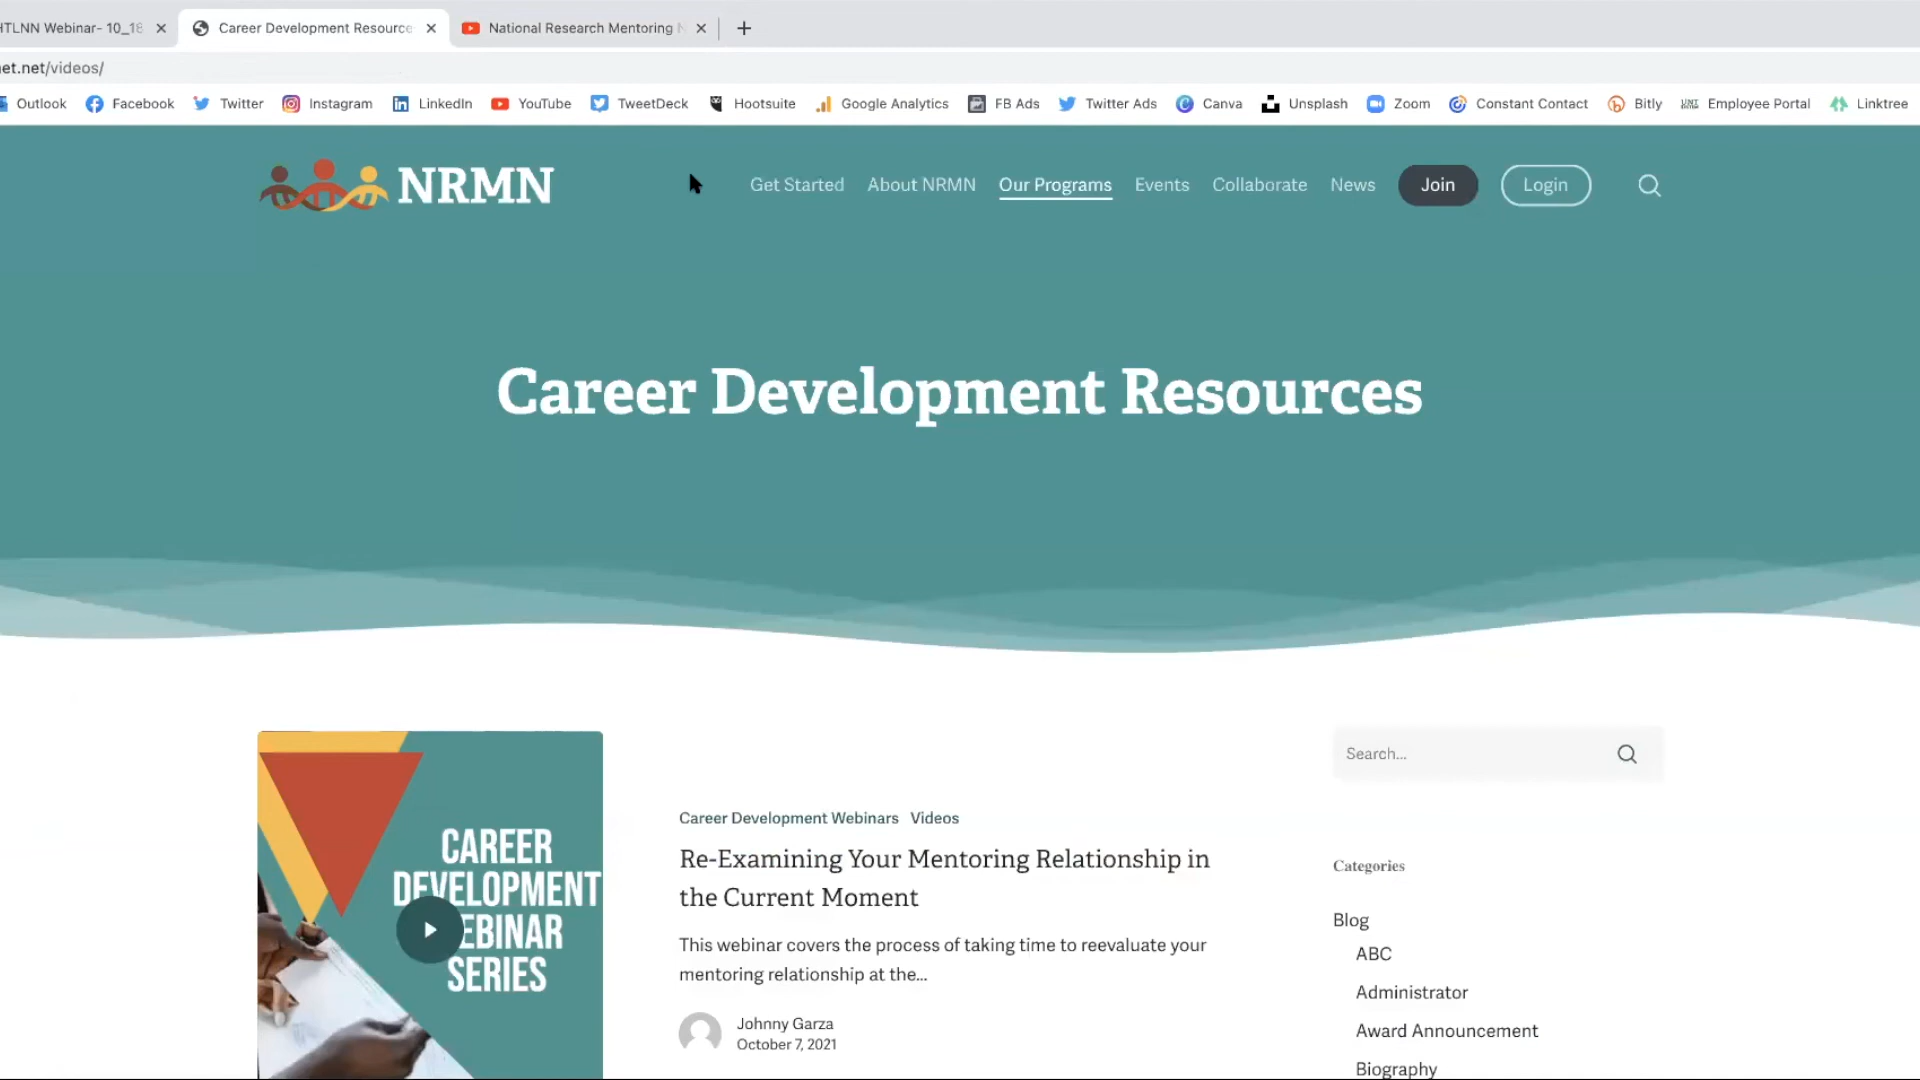 HTLNN Webinar- 10_18
Career Development Resource
National Research Mentoring N
et.net/videos/
Outlook Facebook Twitter Instagram LinkedIn YouTube TweetDeck Hootsuite Google Analytics FB Ads Twitter Ads Canva Unsplash Zoom Constant Contact Bitly Employee Portal Linktree
NRMN
Get Started About NRMN Our Programs Events Collaborate News Join Login
Career Development Resources
CAREER
DEVELOPMENT
EBINAR
SERIES
Career Development Webinars Videos
Re-Examining Your Mentoring Relationship in
the Current Moment
This webinar covers the process of taking time to reevaluate your
mentoring relationship at the...
Johnny Garza
October 7, 2021
Search...
Categories
Blog
ABC
Administrator
Award Announcement
Biography